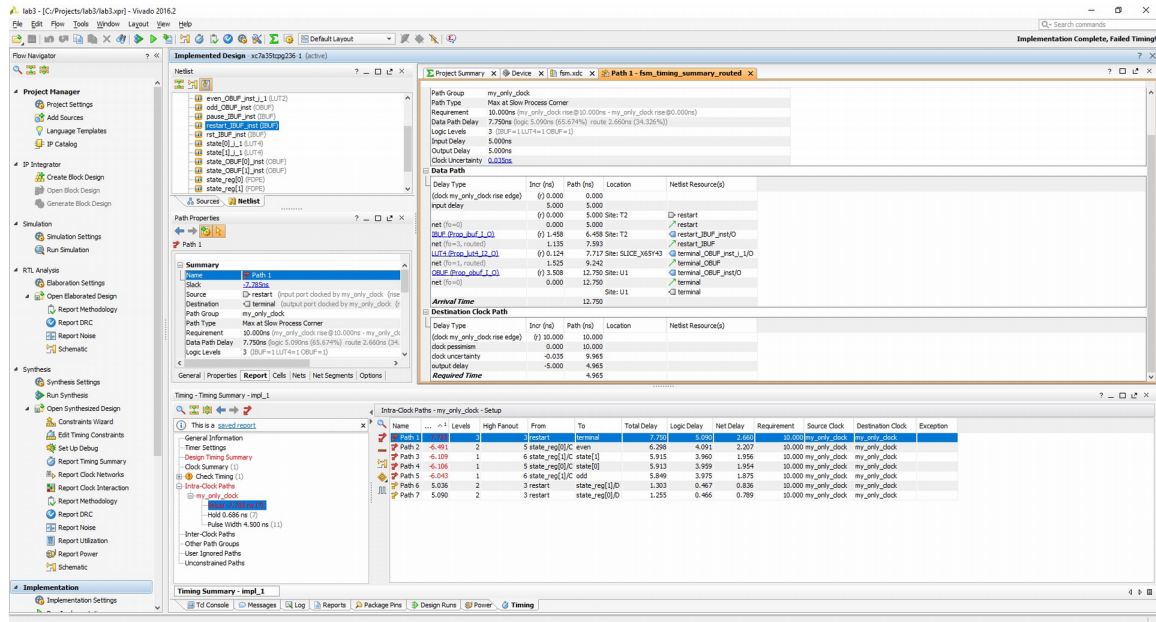 lab3 - [C:/Projects/lab3/lab3.xpr] - Vivado 2016.2
File Edit Flow Tools Window Layout View Help
Q- Search commands
Default Layout
Implementation Complete, Failed Timing!
Flow Navigator
Project Manager
Project Settings
Add Sources
Language Templates
IP Catalog
IP Integrator
Create Block Design
Open Block Design
Generate Block Design
Simulation
Simulation Settings
Run Simulation
RTL Analysis
Elaboration Settings
Open Elaborated Design
Report Methodology
Report DRC
Report Noise
Schematic
Synthesis
Synthesis Settings
Run Synthesis
Open Synthesized Design
Constraints Wizard
Edit Timing Constraints
Set Up Debug
Report Timing Summary
Report Clock Networks
Report Clock Interaction
Report Methodology
Report DRC
Report Noise
Report Utilization
Report Power
Schematic
Implementation
Implementation Settings
Implemented Design - xc7a35tcpg236-1 (active)
Netlist
even_OBUF_inst_i_1 (LUT2)
odd_OBUF_inst (OBUF)
pause_IBUF_inst (IBUF)
restart_IBUF_inst (IBUF)
rst_IBUF_inst (IBUF)
state[0]_i_1 (LUT4)
state[1]_i_1 (LUT4)
state_OBUF[0]_inst (OBUF)
state_OBUF[1]_inst (OBUF)
state_reg[0] (FDPE)
state_reg[1] (FDPE)
Sources Netlist
Path Properties
Path 1
Summary
Name Path 1
Slack -7.785ns
Source restart (input port clocked by my_only_clock {rise
Destination terminal (output port clocked by my_only_clock {r
Path Group my_only_clock
Path Type Max at Slow Process Corner
Requirement 10.000ns (my_only_clock rise@10.000ns - my_only_clo
Data Path Delay 7.750ns (logic 5.090ns (65.674%) route 2.660ns (34.
Logic Levels 3 (IBUF=1 LUT4=1 OBUF=1)
General Properties Report Cells Nets Net Segments Options
Project Summary Device fsm.xdc Path 1 - fsm_timing_summary_routed
Path Group my_only_clock
Path Type Max at Slow Process Corner
Requirement 10.000ns (my_only_clock rise@10.000ns - my_only_clock rise@0.000ns)
Data Path Delay 7.750ns (logic 5.090ns (65.674%) route 2.660ns (34.326%))
Logic Levels 3 (IBUF=1 LUT4=1 OBUF=1)
Input Delay 5.000ns
Output Delay 5.000ns
Clock Uncertainty 0.035ns
Data Path
Delay Type Incr (ns) Path (ns) Location Netlist Resource(s)
(clock my_only_clock rise edge) (r) 0.000 0.000
input delay 5.000 5.000
(r) 0.000 5.000 Site: T2 restart
net (fo=0) 0.000 5.000 restart
IBUF (Prop_ibuf_I_O) (r) 1.458 6.458 Site: T2 restart_IBUF_inst/O
net (fo=3, routed) 1.135 7.593 restart_IBUF
LUT4 (Prop_lut4_I2_O) (r) 0.124 7.717 Site: SLICE_X65Y43 terminal_OBUF_inst_i_1/O
net (fo=1, routed) 1.525 9.242 terminal_OBUF
OBUF (Prop_obuf_I_O) (r) 3.508 12.750 Site: U1 terminal_OBUF_inst/O
net (fo=0) 0.000 12.750 terminal
Site: U1 terminal
Arrival Time 12.750
Destination Clock Path
Delay Type Incr (ns) Path (ns) Location Netlist Resource(s)
(clock my_only_clock rise edge) (r) 10.000 10.000
clock pessimism 0.000 10.000
clock uncertainty -0.035 9.965
output delay -5.000 4.965
Required Time 4.965
Timing - Timing Summary - impl_1
This is a saved report
General Information
Timer Settings
Design Timing Summary
Clock Summary (1)
Check Timing (1)
Intra-Clock Paths
my_only_clock
Hold 0.686 ns (7)
Pulse Width 4.500 ns (11)
Inter-Clock Paths
Other Path Groups
User Ignored Paths
Unconstrained Paths
Intra-Clock Paths - my_only_clock - Setup
Name ... ^1 Levels High Fanout From To Total Delay Logic Delay Net Delay Requirement Source Clock Destination Clock Exception
Path 1 3 3 restart terminal 7.750 5.090 2.660 10.000 my_only_clock my_only_clock
Path 2 -6.491 2 5 state_reg[0]/C even 6.298 4.091 2.207 10.000 my_only_clock my_only_clock
Path 3 -6.109 1 6 state_reg[1]/C state[1] 5.915 3.960 1.956 10.000 my_only_clock my_only_clock
Path 4 -6.106 1 5 state_reg[0]/C state[0] 5.913 3.959 1.954 10.000 my_only_clock my_only_clock
Path 5 -6.043 1 6 state_reg[1]/C odd 5.849 3.975 1.875 10.000 my_only_clock my_only_clock
Path 6 5.036 2 3 restart state_reg[1]/D 1.303 0.467 0.836 10.000 my_only_clock my_only_clock
Path 7 5.090 2 3 restart state_reg[0]/D 1.255 0.466 0.789 10.000 my_only_clock my_only_clock
Timing Summary - impl_1
Tcl Console Messages Log Reports Package Pins Design Runs Power Timing